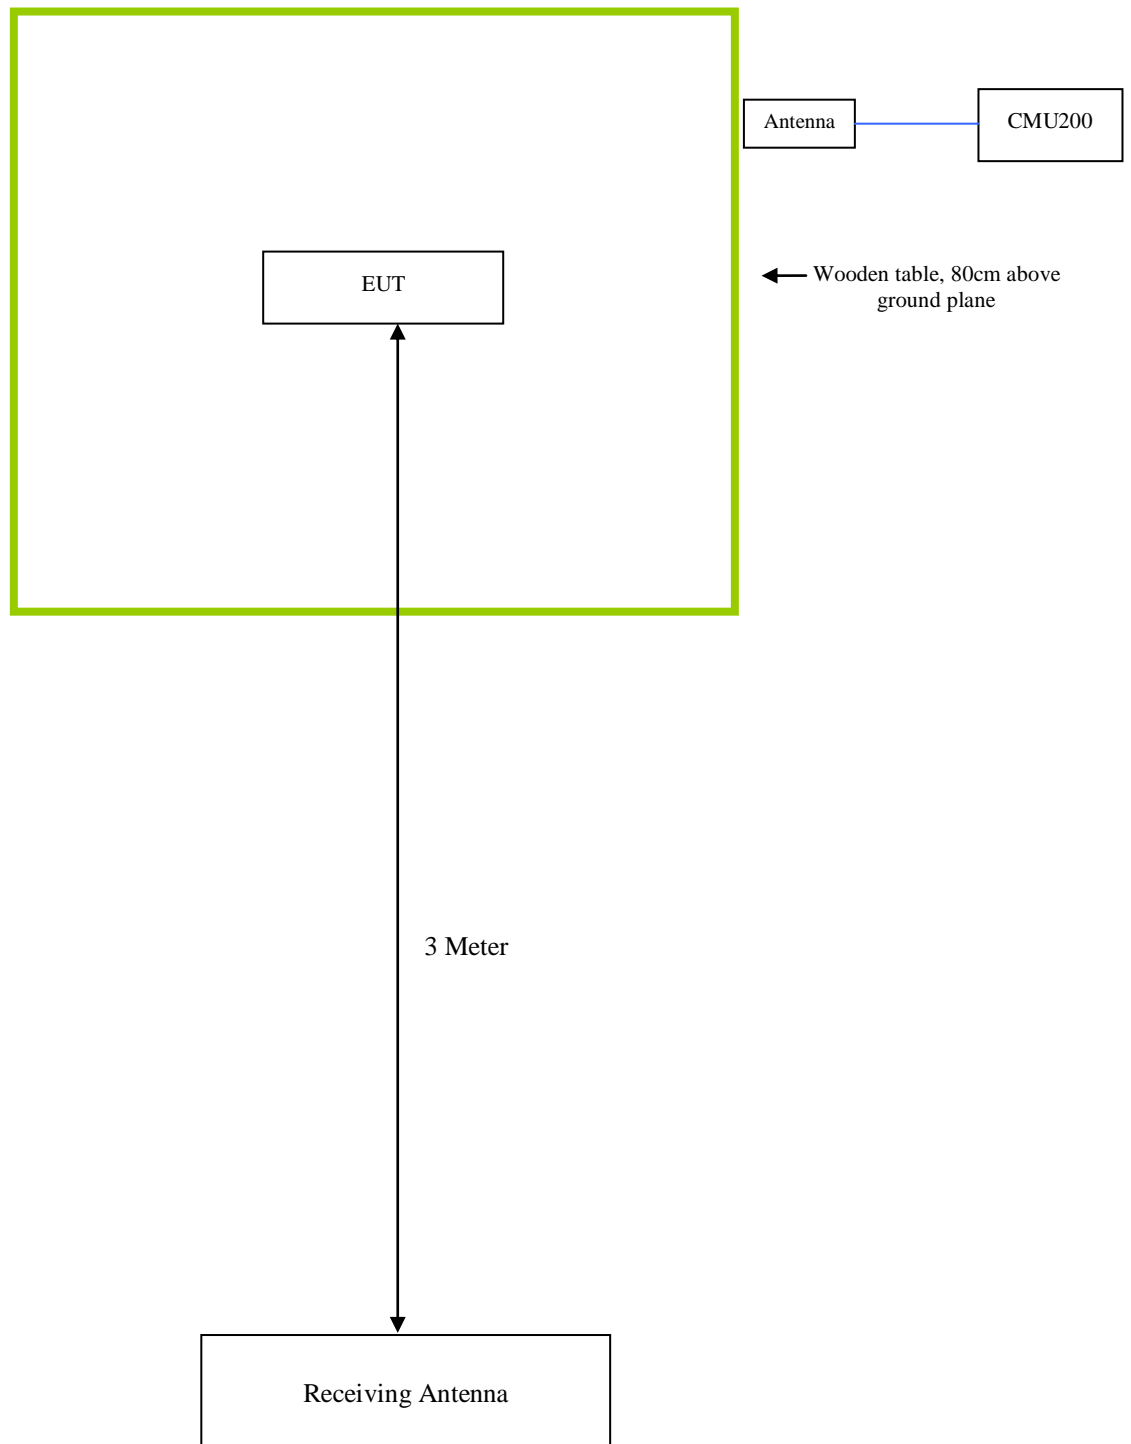 Antenna
CMU200
EUT
Wooden table, 80cm above
ground plane
3 Meter
Receiving Antenna